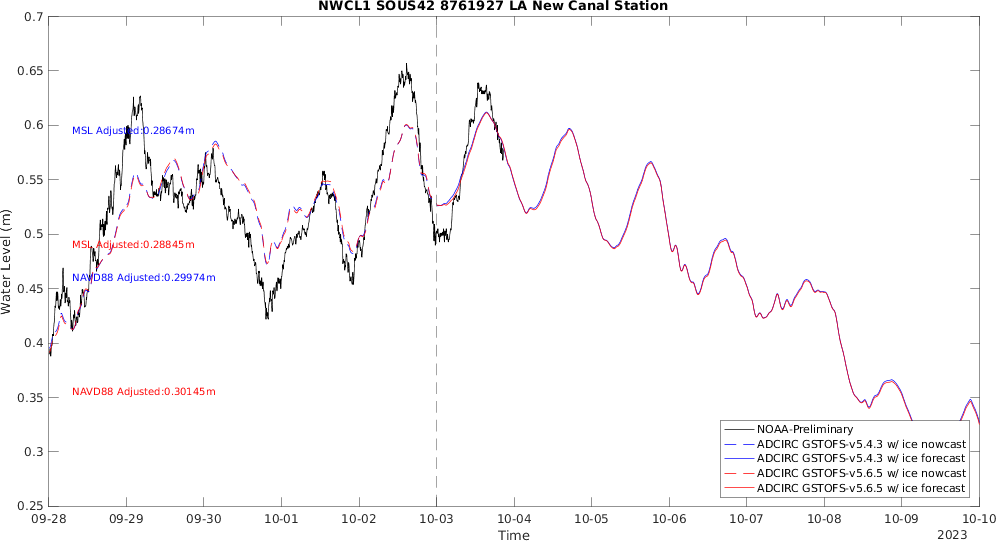 NWCL1 SOUS42 8761927 LA New Canal Station
0.7
0.65
0.6
0.55
0.5
0.45
0.4
0.35
0.3
0.25
Water Level (m)
MSL Adjusted:0.28674m
MSL Adjusted:0.28845m
NAVD88 Adjusted:0.29974m
NAVD88 Adjusted:0.30145m
NOAA-Preliminary
ADCIRC GSTOFS-v5.4.3 w/ ice nowcast
ADCIRC GSTOFS-v5.4.3 w/ ice forecast
ADCIRC GSTOFS-v5.6.5 w/ ice nowcast
ADCIRC GSTOFS-v5.6.5 w/ ice forecast
09-28 09-29 09-30 10-01 10-02 10-03 10-04 10-05 10-06 10-07 10-08 10-09 10-10
Time
2023